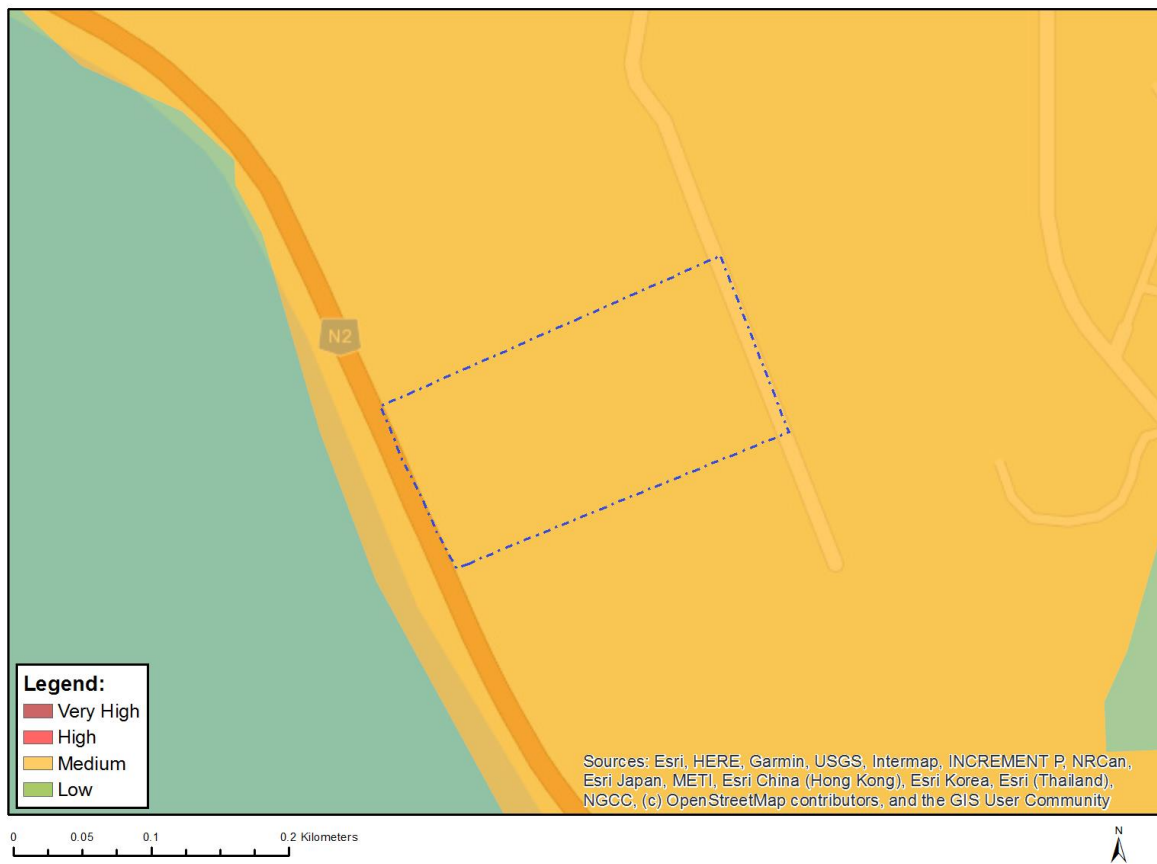 N2
Legend:
Very High
High
Medium
Low
Sources: Esri, HERE, Garmin, USGS, Intermap, INCREMENT P, NRCan,
Esri Japan, METI, Esri China (Hong Kong), Esri Korea, Esri (Thailand),
NGCC, (c) OpenStreetMap contributors, and the GIS User Community
0 0.05 0.1 0.2 Kilometers
N